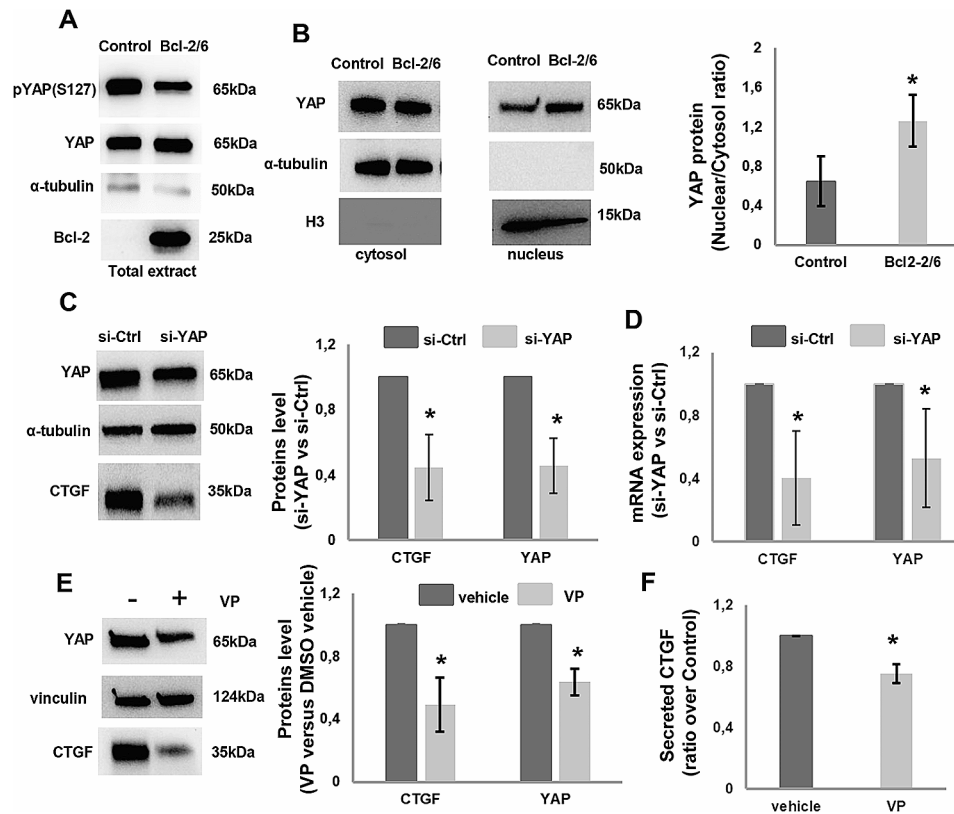 A
Control Bcl-2/6
pYAP(S127) 65kDa
YAP 65kDa
α-tubulin 50kDa
Bcl-2 25kDa
Total extract
B
Control Bcl-2/6 Control Bcl-2/6
YAP 65kDa
α-tubulin 50kDa
H3 15kDa
cytosol nucleus
YAP protein
(Nuclear/Cytosol ratio)
2
1,6
1,2
0,8
0,4
0
*
Control Bcl2-2/6
C
si-Ctrl si-YAP
YAP 65kDa
α-tubulin 50kDa
CTGF 35kDa
Proteins level
(si-YAP vs si-Ctrl)
si-Ctrl si-YAP
1,2
0,8
0,4
0
* *
CTGF YAP
D
mRNA expression
(si-YAP vs si-Ctrl)
si-Ctrl si-YAP
1,2
0,8
0,4
0
* *
CTGF YAP
E
- + VP
YAP 65kDa
vinculin 124kDa
CTGF 35kDa
Proteins level
(VP versus DMSO vehicle)
vehicle VP
1,2
0,8
0,4
0
* *
CTGF YAP
F
Secreted CTGF
(ratio over Control)
1,2
0,8
0,4
0
*
vehicle VP